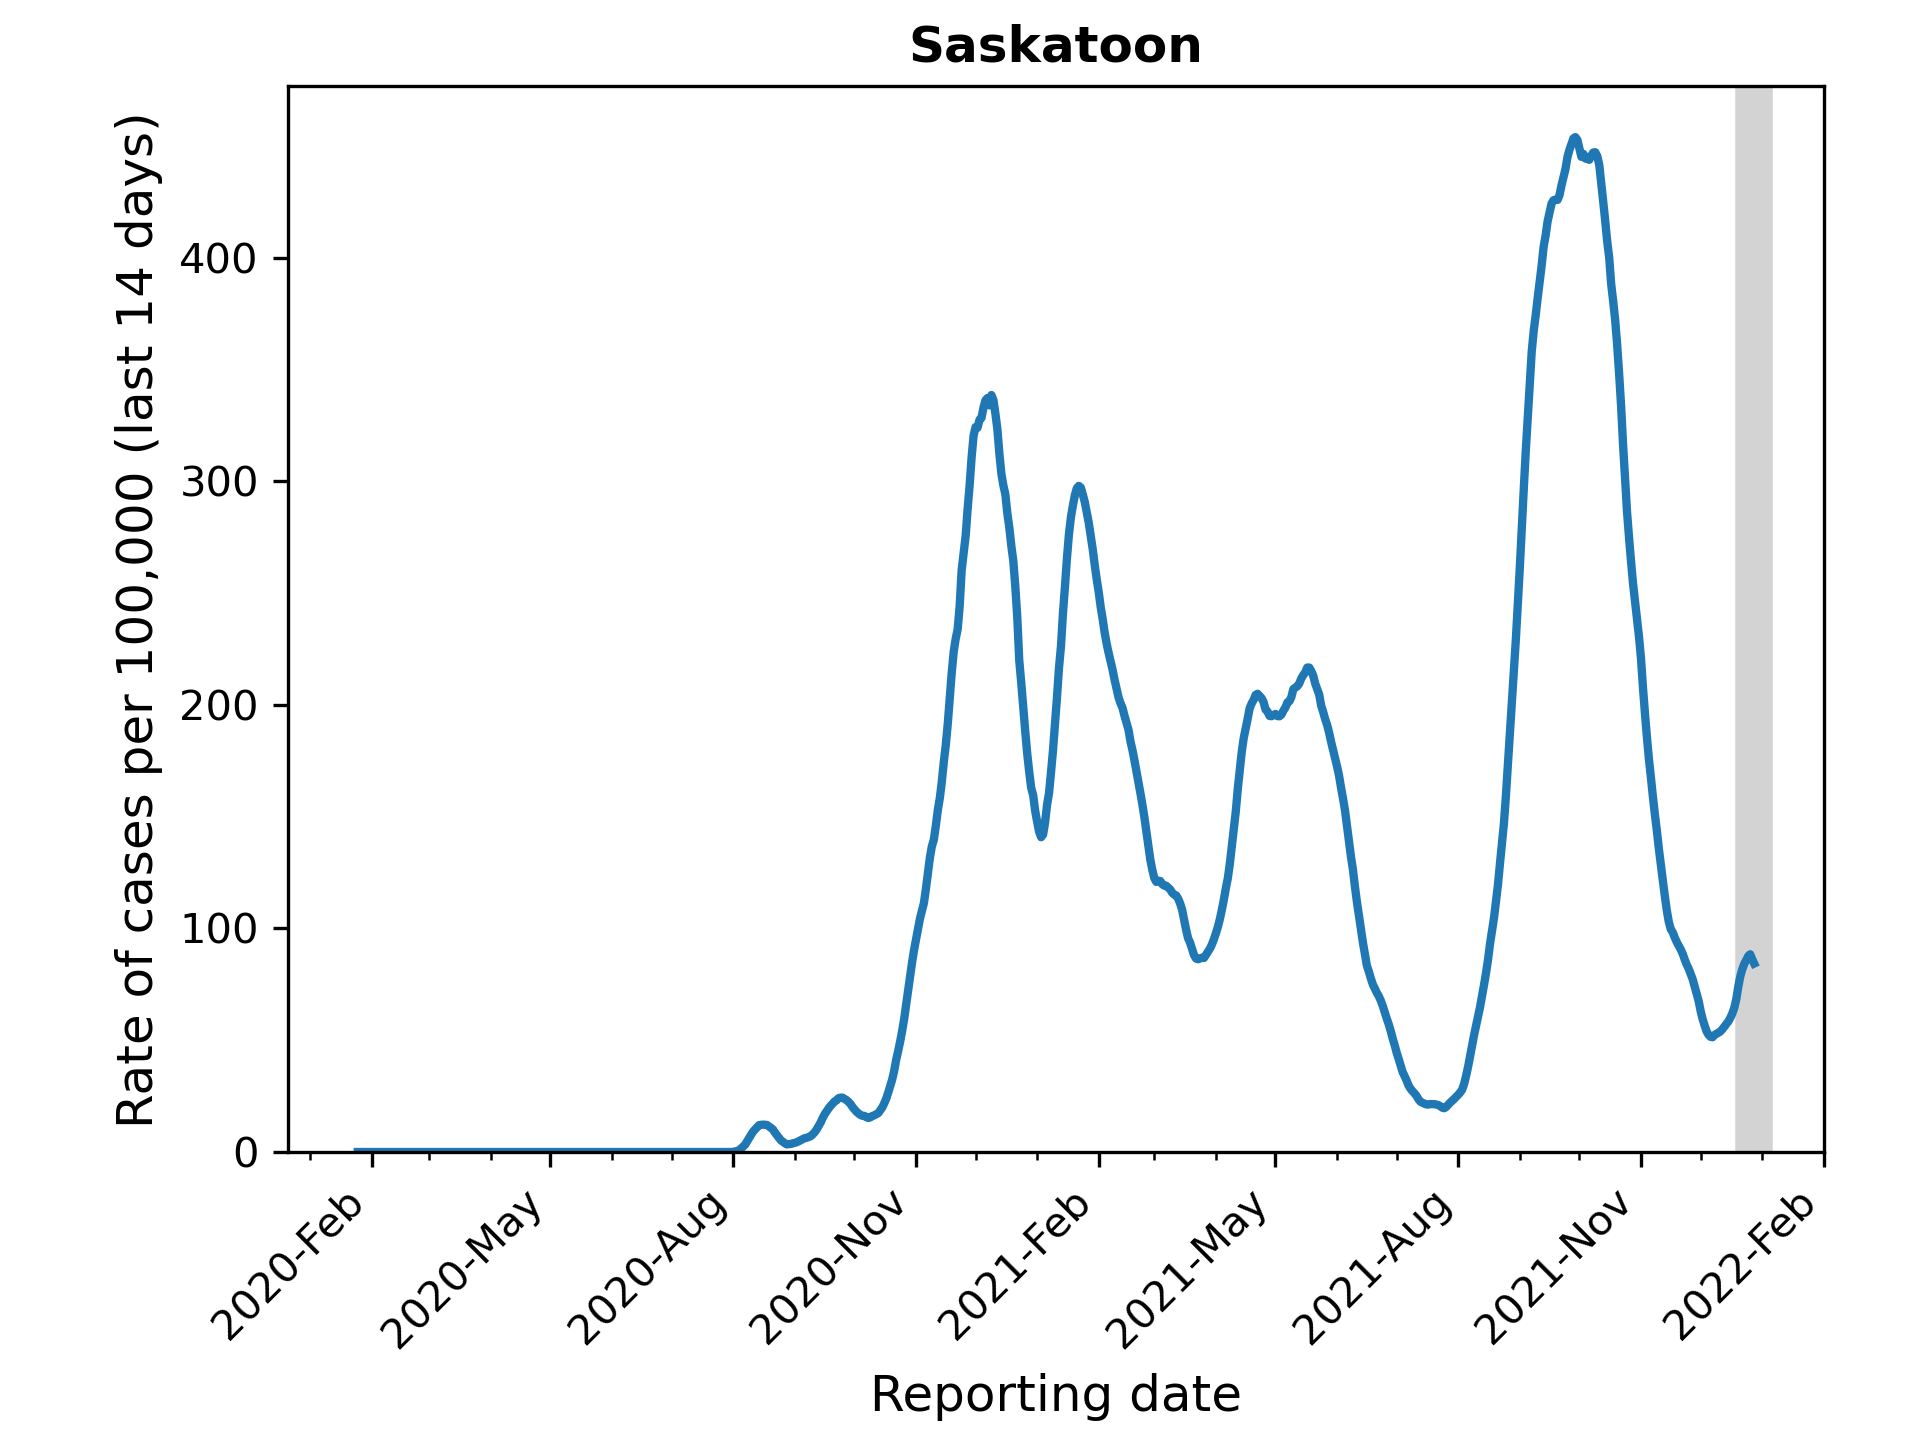 Saskatoon
Rate of cases per 100,000 (last 14 days)
400
300
200
100
0
2020-Feb
2020-May
2020-Aug
2020-Nov
2021-Feb
2021-May
2021-Aug
2021-Nov
2022-Feb
Reporting date